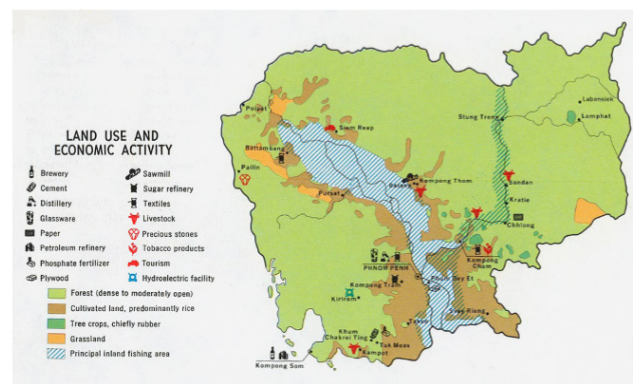 LAND USE AND
ECONOMIC ACTIVITY
Brewery
Cement
Distillery
Glassware
Paper
Petroleum refinery
Phosphate fertilizer
Plywood
Sawmill
Sugar refinery
Textiles
Livestock
Precious stones
Tobacco products
Tourism
Hydroelectric facility
Forest (dense to moderately open)
Cultivated land, predominantly rice
Tree crops, chiefly rubber
Grassland
Principal inland fishing area
Poipet
Siem Reap
Battambang
Pailin
Pursat
Stung Treng
Labansiek
Lomphat
Kompong Thom
Sandan
Kratie
Chhlong
Kompong
Cham
PHNOM PENH
Kompong Tram
Kirirom
Svay Rieng
Takeo
Khum
Chakrei Ting
Tuk Meas
Kampot
Kompong Som